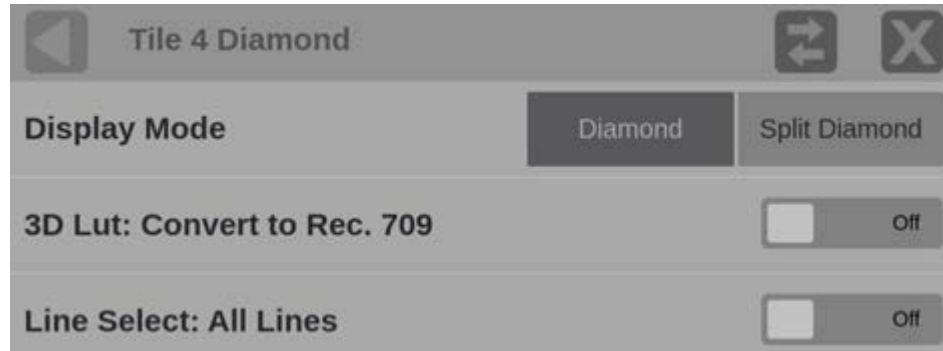 Tile 4 Diamond
Display Mode Diamond Split Diamond
3D Lut: Convert to Rec. 709 Off
Line Select: All Lines Off